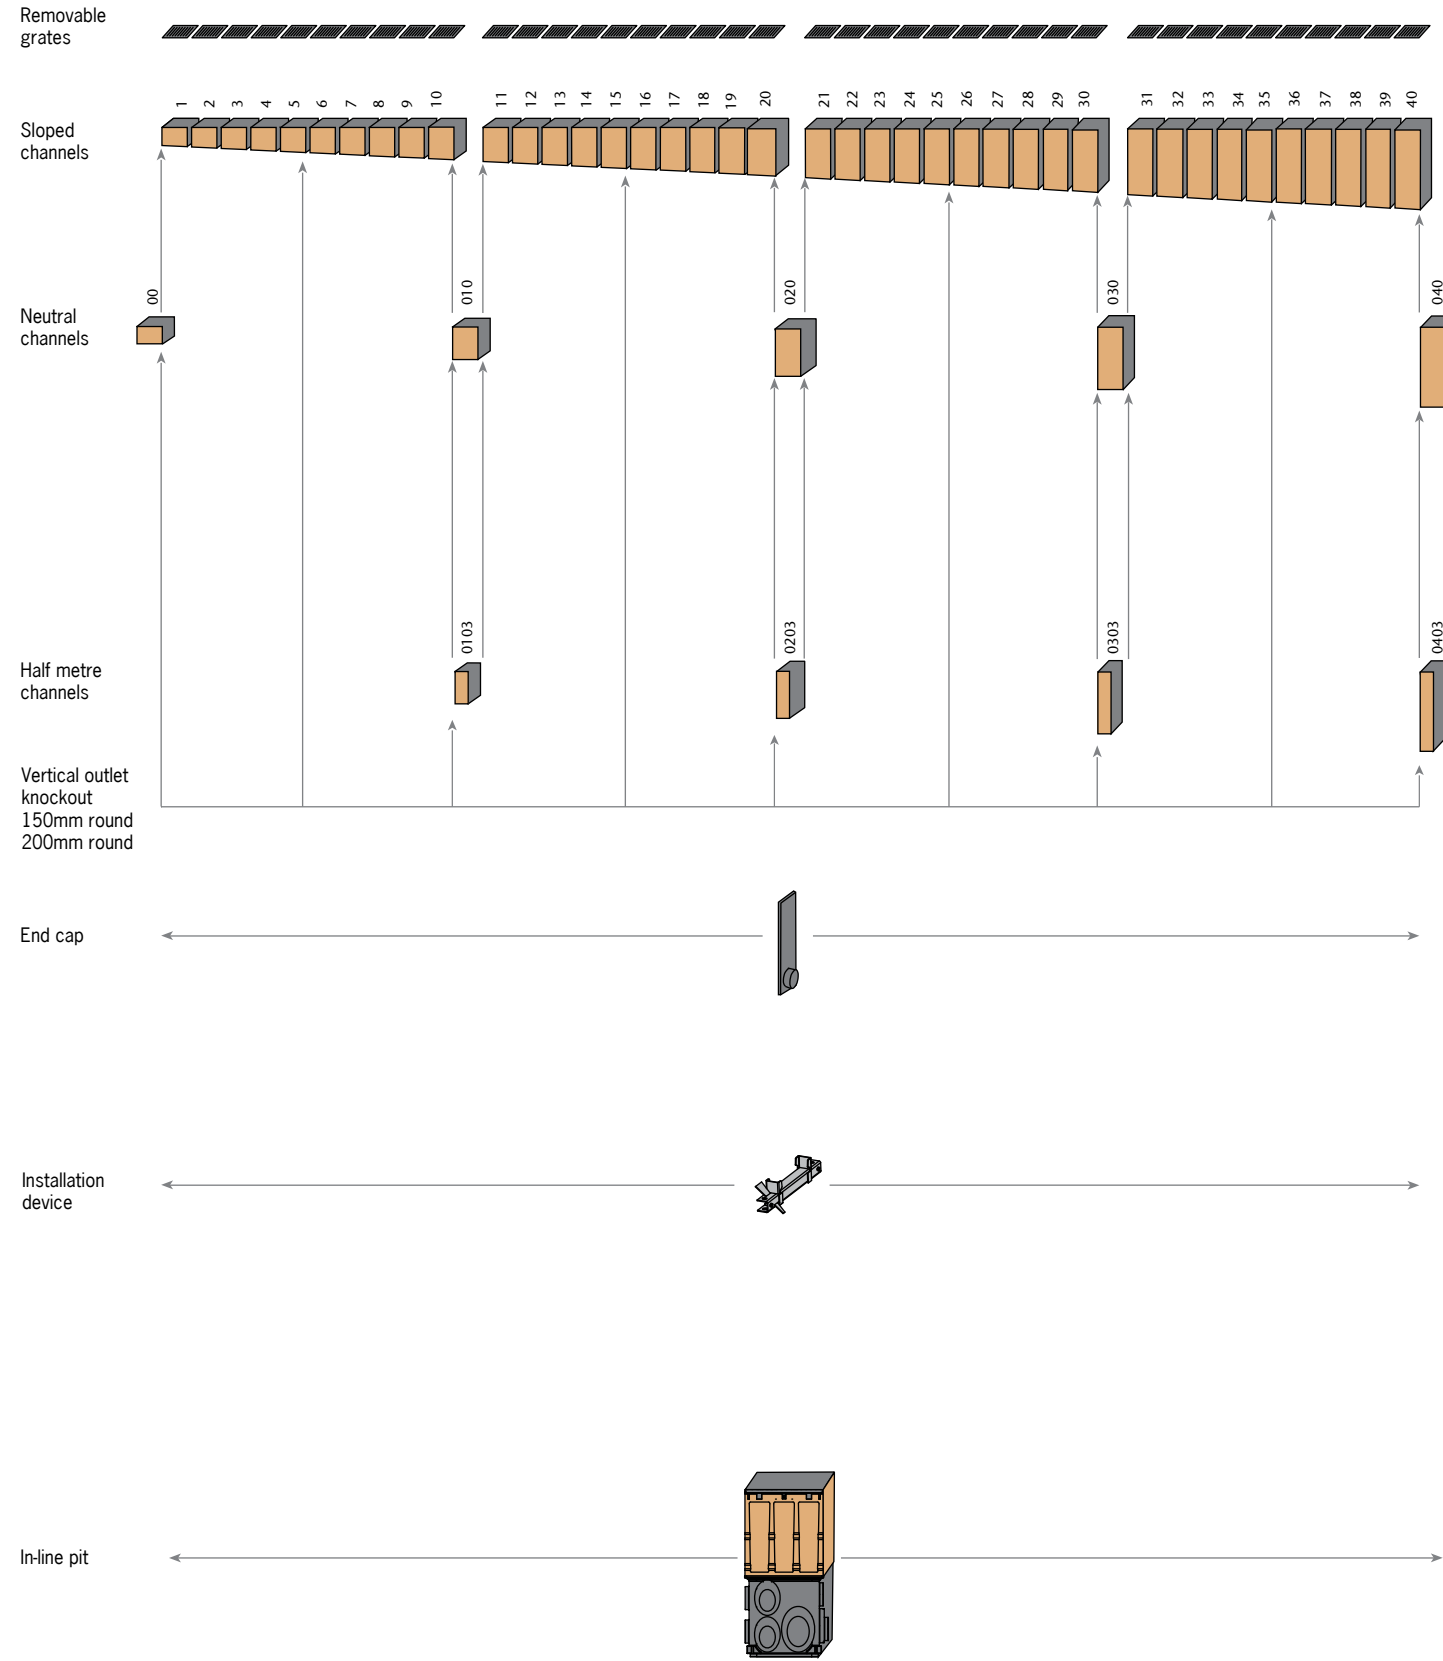 Removable
grates
1 2 3 4 5 6 7 8 9 10 11 12 13 14 15 16 17 18 19 20 21 22 23 24 25 26 27 28 29 30 31 32 33 34 35 36 37 38 39 40
Sloped
channels
00 010 020 030 040
Neutral
channels
0103 0203 0303 0403
Half metre
channels
Vertical outlet
knockout
150mm round
200mm round
End cap
Installation
device
In-line pit